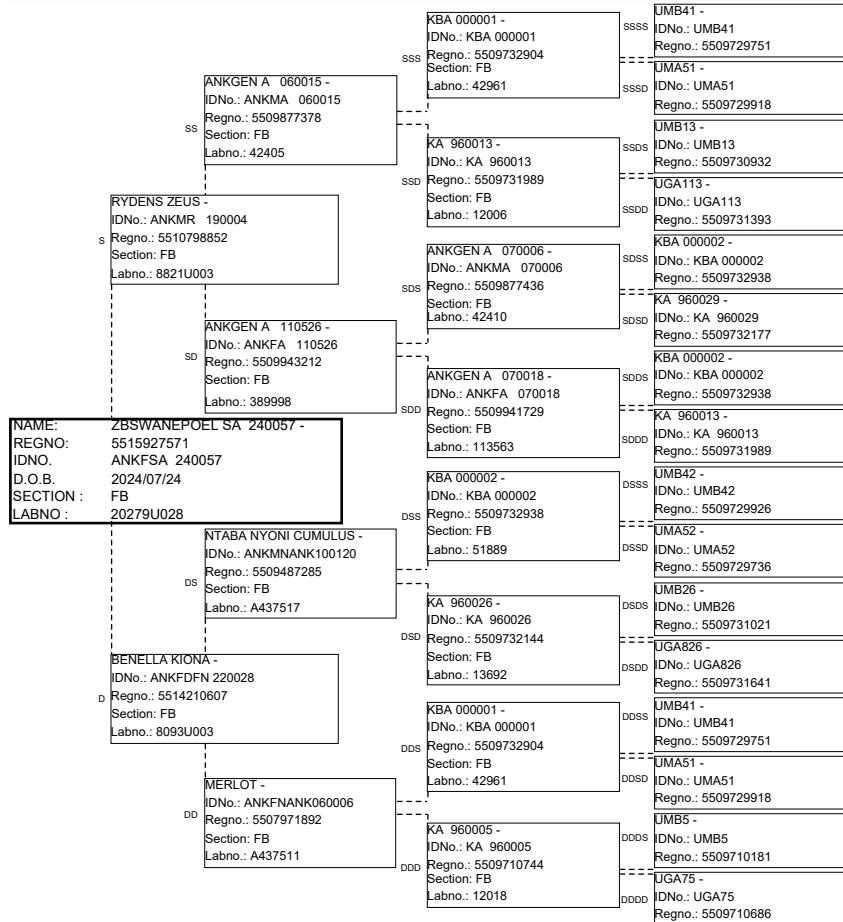 NAME: ZBSWANEPOEL SA 240057 -
REGNO: 5515927571
IDNO. ANKFSA 240057
D.O.B. 2024/07/24
SECTION : FB
LABNO : 20279U028
S
RYDENS ZEUS -
IDNo.: ANKMR 190004
Regno.: 5510798852
Section: FB
Labno.: 8821U003
D
BENELLA KIONA -
IDNo.: ANKFDFN 220028
Regno.: 5514210607
Section: FB
Labno.: 8093U003
SS
ANKGEN A 060015 -
IDNo.: ANKMA 060015
Regno.: 5509877378
Section: FB
Labno.: 42405
SD
ANKGEN A 110526 -
IDNo.: ANKFA 110526
Regno.: 5509943212
Section: FB
Labno.: 389998
DS
NTABA NYONI CUMULUS -
IDNo.: ANKMNANK100120
Regno.: 5509487285
Section: FB
Labno.: A437517
DD
MERLOT -
IDNo.: ANKFNANK060006
Regno.: 5507971892
Section: FB
Labno.: A437511
SSS
KBA 000001 -
IDNo.: KBA 000001
Regno.: 5509732904
Section: FB
Labno.: 42961
SSD
KA 960013 -
IDNo.: KA 960013
Regno.: 5509731989
Section: FB
Labno.: 12006
SDS
ANKGEN A 070006 -
IDNo.: ANKMA 070006
Regno.: 5509877436
Section: FB
Labno.: 42410
SDD
ANKGEN A 070018 -
IDNo.: ANKFA 070018
Regno.: 5509941729
Section: FB
Labno.: 113563
DSS
KBA 000002 -
IDNo.: KBA 000002
Regno.: 5509732938
Section: FB
Labno.: 51889
DSD
KA 960026 -
IDNo.: KA 960026
Regno.: 5509732144
Section: FB
Labno.: 13692
DDS
KBA 000001 -
IDNo.: KBA 000001
Regno.: 5509732904
Section: FB
Labno.: 42961
DDD
KA 960005 -
IDNo.: KA 960005
Regno.: 5509710744
Section: FB
Labno.: 12018
SSSS
UMB41 -
IDNo.: UMB41
Regno.: 5509729751
SSSD
UMA51 -
IDNo.: UMA51
Regno.: 5509729918
SSDS
UMB13 -
IDNo.: UMB13
Regno.: 5509730932
SSDD
UGA113 -
IDNo.: UGA113
Regno.: 5509731393
SDSS
KBA 000002 -
IDNo.: KBA 000002
Regno.: 5509732938
SDSD
KA 960029 -
IDNo.: KA 960029
Regno.: 5509732177
SDDS
KBA 000002 -
IDNo.: KBA 000002
Regno.: 5509732938
SDDD
KA 960013 -
IDNo.: KA 960013
Regno.: 5509731989
DSSS
UMB42 -
IDNo.: UMB42
Regno.: 5509729926
DSSD
UMA52 -
IDNo.: UMA52
Regno.: 5509729736
DSDS
UMB26 -
IDNo.: UMB26
Regno.: 5509731021
DSDD
UGA826 -
IDNo.: UGA826
Regno.: 5509731641
DDSS
UMB41 -
IDNo.: UMB41
Regno.: 5509729751
DDSD
UMA51 -
IDNo.: UMA51
Regno.: 5509729918
DDDS
UMB5 -
IDNo.: UMB5
Regno.: 5509710181
DDDD
UGA75 -
IDNo.: UGA75
Regno.: 5509710686